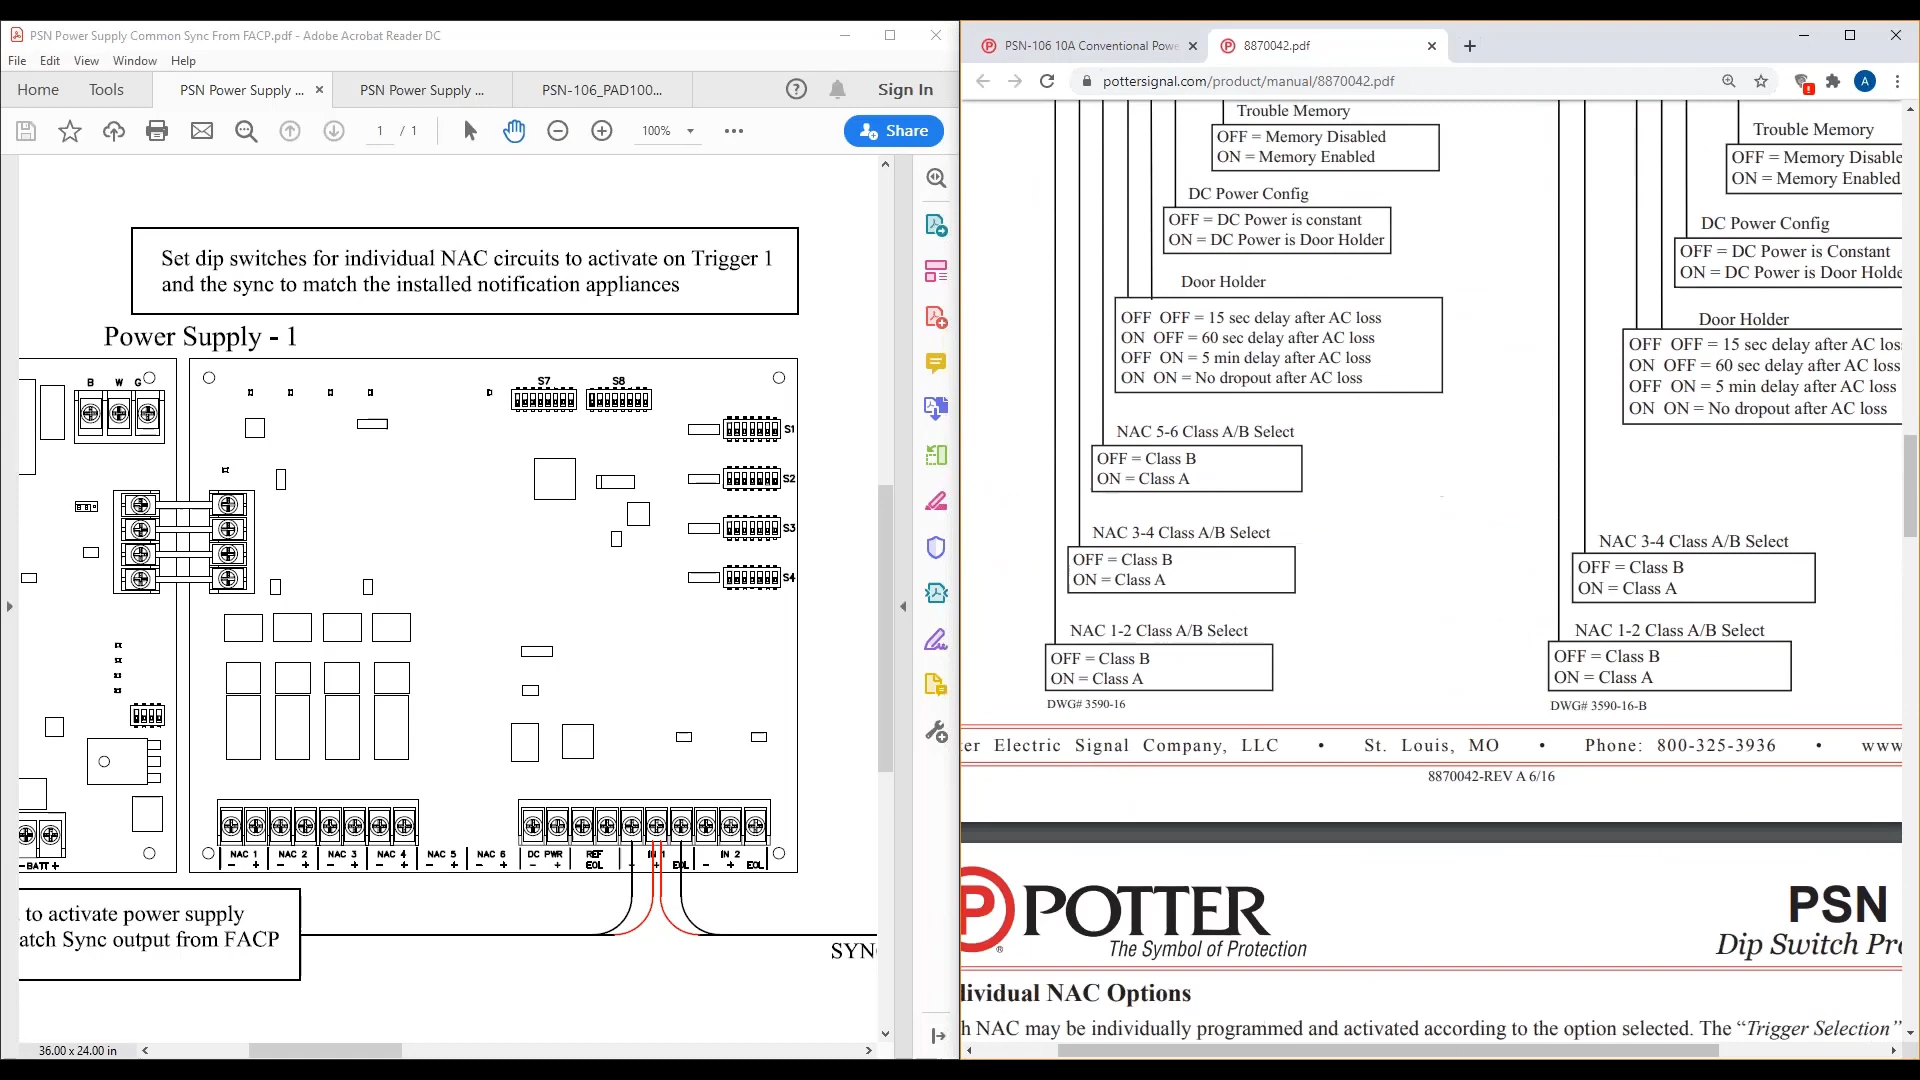 PSN Power Supply Common Sync From FACP.pdf - Adobe Acrobat Reader DC
File Edit View Window Help
Home Tools
PSN Power Supply ...
PSN Power Supply ...
PSN-106_PAD100...
Sign In
1 / 1
100%
Share
Set dip switches for individual NAC circuits to activate on Trigger 1
and the sync to match the installed notification appliances
Power Supply - 1
B W G
S7
S8
S1
S2
S3
S4
NAC 1 NAC 2 NAC 3 NAC 4 NAC 5 NAC 6
- + - + - + - + - + - +
DC PWR
- +
REF
EOL
IN 1
- + EOL
IN 2
- + EOL
-BATT+
to activate power supply
atch Sync output from FACP
SYN
36.00 x 24.00 in
PSN-106 10A Conventional Powe
8870042.pdf
pottersignal.com/product/manual/8870042.pdf
A
Trouble Memory
OFF = Memory Disabled
ON = Memory Enabled
DC Power Config
OFF = DC Power is constant
ON = DC Power is Door Holder
Door Holder
OFF OFF = 15 sec delay after AC loss
ON OFF = 60 sec delay after AC loss
OFF ON = 5 min delay after AC loss
ON ON = No dropout after AC loss
NAC 5-6 Class A/B Select
OFF = Class B
ON = Class A
NAC 3-4 Class A/B Select
OFF = Class B
ON = Class A
NAC 1-2 Class A/B Select
OFF = Class B
ON = Class A
DWG# 3590-16
Trouble Memory
OFF = Memory Disable
ON = Memory Enabled
DC Power Config
OFF = DC Power is Constant
ON = DC Power is Door Holde
Door Holder
OFF OFF = 15 sec delay after AC los
ON OFF = 60 sec delay after AC loss
OFF ON = 5 min delay after AC loss
ON ON = No dropout after AC loss
NAC 3-4 Class A/B Select
OFF = Class B
ON = Class A
NAC 1-2 Class A/B Select
OFF = Class B
ON = Class A
DWG# 3590-16-B
ter Electric Signal Company, LLC • St. Louis, MO • Phone: 800-325-3936 • www
8870042-REV A 6/16
P POTTER
®
The Symbol of Protection
PSN
Dip Switch Pro
lividual NAC Options
h NAC may be individually programmed and activated according to the option selected. The “Trigger Selection”